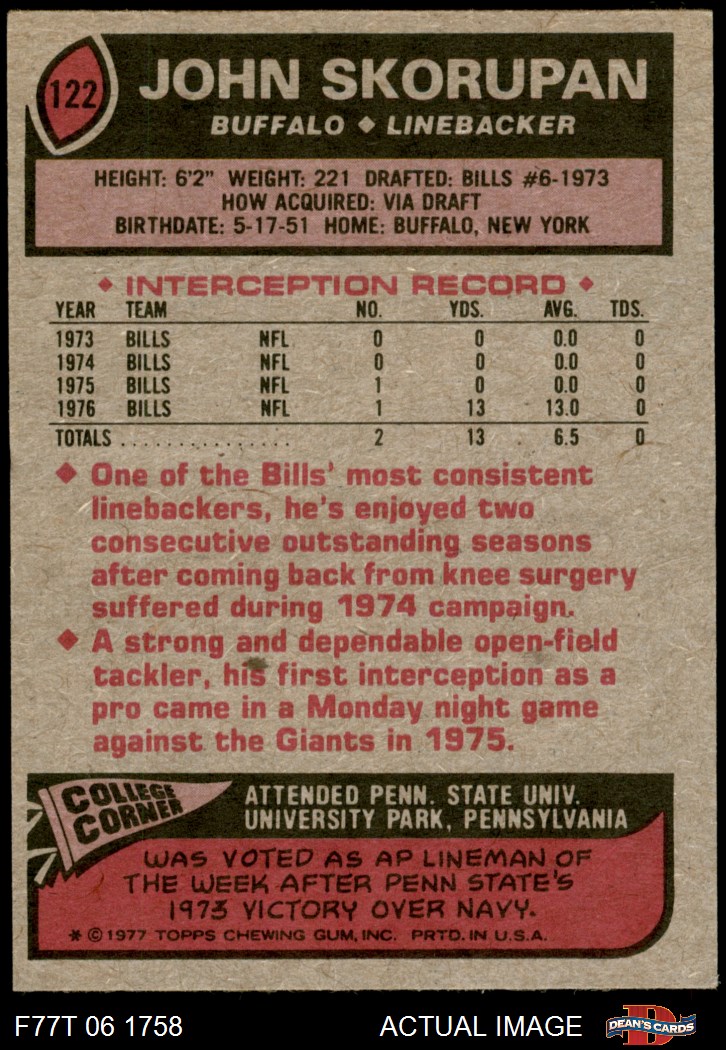 122
JOHN SKORUPAN
BUFFALO ◆ LINEBACKER
HEIGHT: 6'2" WEIGHT: 221 DRAFTED: BILLS #6-1973
HOW ACQUIRED: VIA DRAFT
BIRTHDATE: 5-17-51 HOME: BUFFALO, NEW YORK
◆ INTERCEPTION RECORD ◆
YEAR TEAM NO. YDS. AVG. TDS.
1973 BILLS NFL 0 0 0.0 0
1974 BILLS NFL 0 0 0.0 0
1975 BILLS NFL 1 0 0.0 0
1976 BILLS NFL 1 13 13.0 0
TOTALS ................ 2 13 6.5 0
◆ One of the Bills' most consistent
linebackers, he's enjoyed two
consecutive outstanding seasons
after coming back from knee surgery
suffered during 1974 campaign.
◆ A strong and dependable open-field
tackler, his first interception as a
pro came in a Monday night game
against the Giants in 1975.
COLLEGE
CORNER
ATTENDED PENN. STATE UNIV.
UNIVERSITY PARK, PENNSYLVANIA
WAS VOTED AS AP LINEMAN OF
THE WEEK AFTER PENN STATE'S
1973 VICTORY OVER NAVY.
* © 1977 TOPPS CHEWING GUM, INC. PRTD. IN U.S.A.
F77T 06 1758 ACTUAL IMAGE
D
DEAN'S CARDS